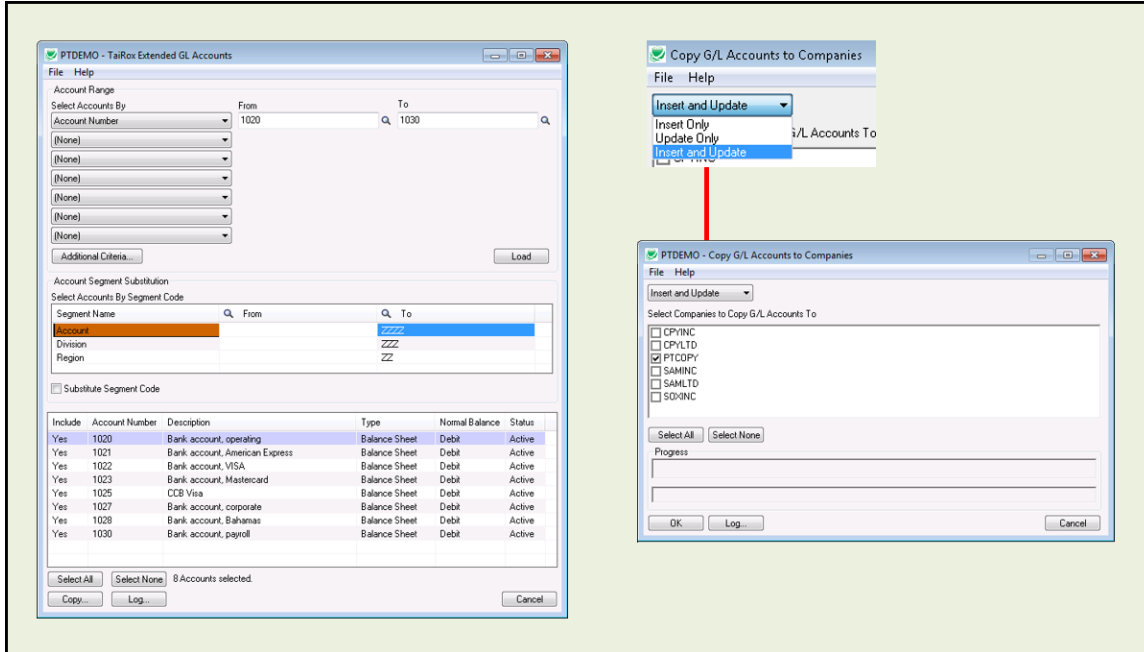 PTDEMO - TaiRox Extended GL Accounts
File Help
Account Range
Select Accounts By From To
Account Number 1020 1030
(None)
(None)
(None)
(None)
(None)
(None)
Additional Criteria... Load
Account Segment Substitution
Select Accounts By Segment Code
Segment Name From To
Account ZZZZ
Division ZZZ
Region ZZ
Substitute Segment Code
Include Account Number Description Type Normal Balance Status
Yes 1020 Bank account, operating Balance Sheet Debit Active
Yes 1021 Bank account, American Express Balance Sheet Debit Active
Yes 1022 Bank account, VISA Balance Sheet Debit Active
Yes 1023 Bank account, Mastercard Balance Sheet Debit Active
Yes 1025 CCB Visa Balance Sheet Debit Active
Yes 1027 Bank account, corporate Balance Sheet Debit Active
Yes 1028 Bank account, Bahamas Balance Sheet Debit Active
Yes 1030 Bank account, payroll Balance Sheet Debit Active
Select All Select None 8 Accounts selected.
Copy... Log... Cancel
Copy G/L Accounts to Companies
File Help
Insert and Update
Insert Only
Update Only G/L Accounts To
Insert and Update
PTDEMO - Copy G/L Accounts to Companies
File Help
Insert and Update
Select Companies to Copy G/L Accounts To
CPYINC
CPYLTD
PTCOPY
SAMINC
SAMLTD
SOXINC
Select All Select None
Progress
OK Log... Cancel